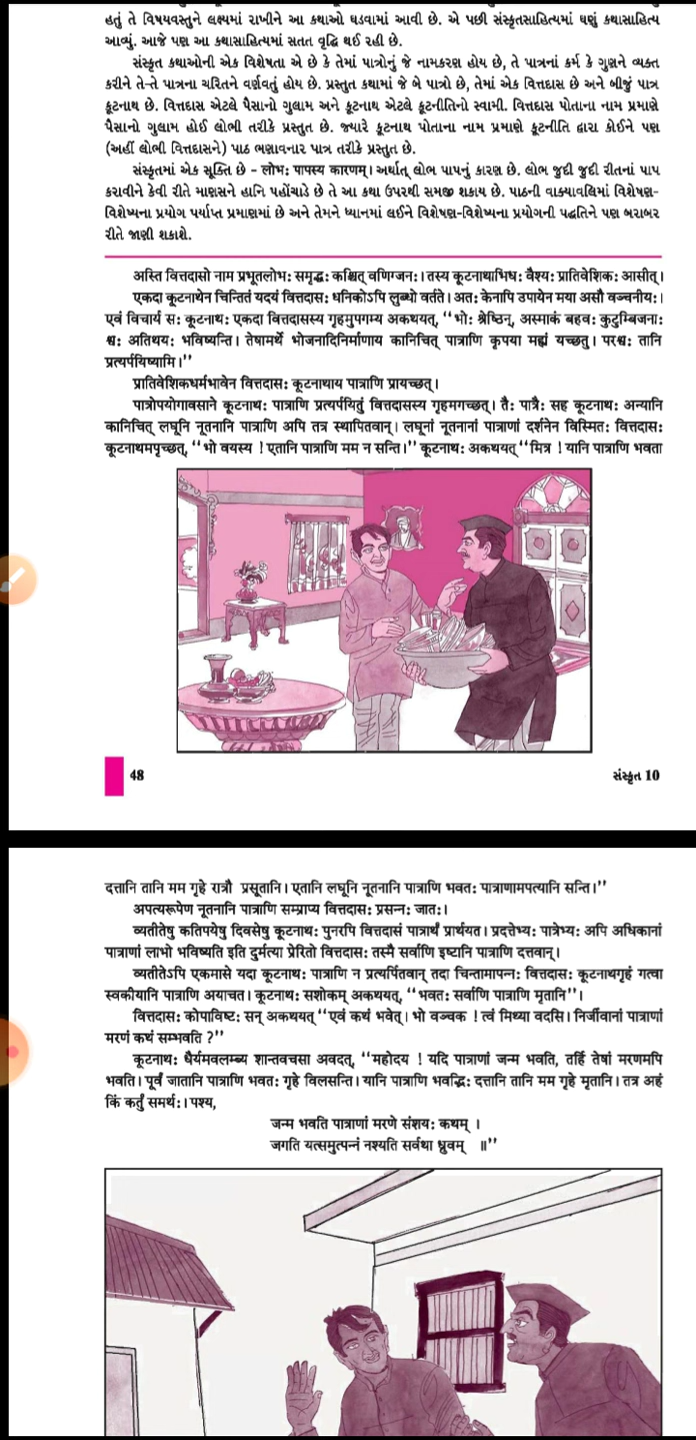 હતું તે વિષયવસ્તુને લક્ષ્યમાં રાખીને આ કથાઓ ઘડવામાં આવી છે. એ પછી સંસ્કૃતસાહિત્યમાં ઘણું કથાસાહિત્ય
આવ્યું. આજે પણ આ કથાસાહિત્યમાં સતત વૃદ્ધિ થઈ રહી છે.
સંસ્કૃત કથાઓની એક વિશેષતા એ છે કે તેમાં પાત્રોનું જે નામકરણ હોય છે, તે પાત્રનાં કર્મ કે ગુણને વ્યક્ત
કરીને તે-તે પાત્રના ચરિતને વર્ણવતું હોય છે. પ્રસ્તુત કથામાં જે બે પાત્રો છે, તેમાં એક વિત્તદાસ છે અને બીજું પાત્ર
કૂટનાથ છે. વિત્તદાસ એટલે પૈસાનો ગુલામ અને કૂટનાથ એટલે કૂટનીતિનો સ્વામી. વિત્તદાસ પોતાના નામ પ્રમાણે
પૈસાનો ગુલામ હોઈ લોભી તરીકે પ્રસ્તુત છે. જ્યારે કૂટનાથ પોતાના નામ પ્રમાણે કૂટનીતિ દ્વારા કોઈને પણ
(અહીં લોભી વિત્તદાસને) પાઠ ભણાવનાર પાત્ર તરીકે પ્રસ્તુત છે.
સંસ્કૃતમાં એક સૂક્તિ છે - लोभः पापस्य कारणम्। અર્થાત્ લોભ પાપનું કારણ છે. લોભ જુદી જુદી રીતનાં પાપ
કરાવીને કેવી રીતે માણસને હાનિ પહોંચાડે છે તે આ કથા ઉપરથી સમજી શકાય છે. પાઠની વાક્યાવલિમાં વિશેષણ-
વિશેષ્યના પ્રયોગ પર્યાપ્ત પ્રમાણમાં છે અને તેમને ધ્યાનમાં લઈને વિશેષણ-વિશેષ્યના પ્રયોગની પદ્ધતિને પણ બરાબર
રીતે જાણી શકાશે.
अस्ति वित्तदासो नाम प्रभूतलोभः समृद्धः कश्चित् वणिग्जनः। तस्य कूटनाथाभिधः वैश्यः प्रातिवेशिकः आसीत्।
एकदा कूटनाथेन चिन्तितं यदयं वित्तदासः धनिकोऽपि लुब्धो वर्तते। अतः केनापि उपायेन मया असौ वञ्चनीयः।
एवं विचार्य सः कूटनाथः एकदा वित्तदासस्य गृहमुपगम्य अकथयत्, “भोः श्रेष्ठिन्, अस्माकं बहवः कुटुम्बिजनाः
श्वः अतिथयः भविष्यन्ति। तेषामर्थे भोजनादिनिर्माणाय कानिचित् पात्राणि कृपया मह्यं यच्छतु। परश्वः तानि
प्रत्यर्पयिष्यामि।”
प्रातिवेशिकधर्मभावेन वित्तदासः कूटनाथाय पात्राणि प्रायच्छत्।
पात्रोपयोगावसाने कूटनाथः पात्राणि प्रत्यर्पयितुं वित्तदासस्य गृहमगच्छत्। तैः पात्रैः सह कूटनाथः अन्यानि
कानिचित् लघूनि नूतनानि पात्राणि अपि तत्र स्थापितवान्। लघूनां नूतनानां पात्राणां दर्शनेन विस्मितः वित्तदासः
कूटनाथमपृच्छत्, “भो वयस्य ! एतानि पात्राणि मम न सन्ति।” कूटनाथः अकथयत् “मित्र ! यानि पात्राणि भवता
48
સંસ્કૃત 10
दत्तानि तानि मम गृहे रात्रौ प्रसूतानि। एतानि लघूनि नूतनानि पात्राणि भवतः पात्राणामपत्यानि सन्ति।”
अपत्यरूपेण नूतनानि पात्राणि सम्प्राप्य वित्तदासः प्रसन्नः जातः।
व्यतीतेषु कतिपयेषु दिवसेषु कूटनाथः पुनरपि वित्तदासं पात्रार्थं प्रार्थयत। प्रदत्तेभ्यः पात्रेभ्यः अपि अधिकानां
पात्राणां लाभो भविष्यति इति दुर्मत्या प्रेरितो वित्तदासः तस्मै सर्वाणि इष्टानि पात्राणि दत्तवान्।
व्यतीतेऽपि एकमासे यदा कूटनाथः पात्राणि न प्रत्यर्पितवान् तदा चिन्तामापन्नः वित्तदासः कूटनाथगृहं गत्वा
स्वकीयानि पात्राणि अयाचत। कूटनाथः सशोकम् अकथयत्, “भवतः सर्वाणि पात्राणि मृतानि”।
वित्तदासः कोपाविष्टः सन् अकथयत् “एवं कथं भवेत्। भो वञ्चक ! त्वं मिथ्या वदसि। निर्जीवानां पात्राणां
मरणं कथं सम्भवति ?”
कूटनाथः धैर्यमवलम्ब्य शान्तवचसा अवदत्, “महोदय ! यदि पात्राणां जन्म भवति, तर्हि तेषां मरणमपि
भवति। पूर्वं जातानि पात्राणि भवतः गृहे विलसन्ति। यानि पात्राणि भवद्भिः दत्तानि तानि मम गृहे मृतानि। तत्र अहं
किं कर्तुं समर्थः। पश्य,
जन्म भवति पात्राणां मरणे संशयः कथम् ।
जगति यत्समुत्पन्नं नश्यति सर्वथा ध्रुवम् ॥”